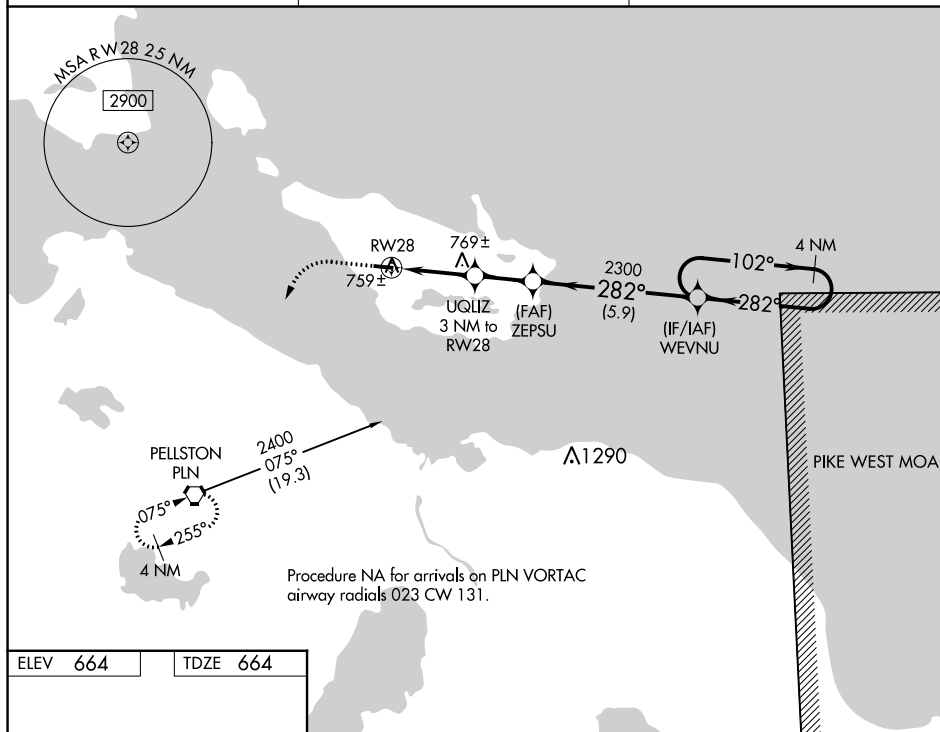 MSA RW28 25 NM
2900
RW28
759±
769±
UQLIZ
3 NM to
RW28
(FAF)
ZEPSU
2300
282°
(5.9)
(IF/IAF)
WEVNU
102°
4 NM
282°
PIKE WEST MOA
PELLSTON
PLN
2400
075°
(19.3)
075°
255°
4 NM
1290
Procedure NA for arrivals on PLN VORTAC
airway radials 023 CW 131.
ELEV 664
TDZE 664